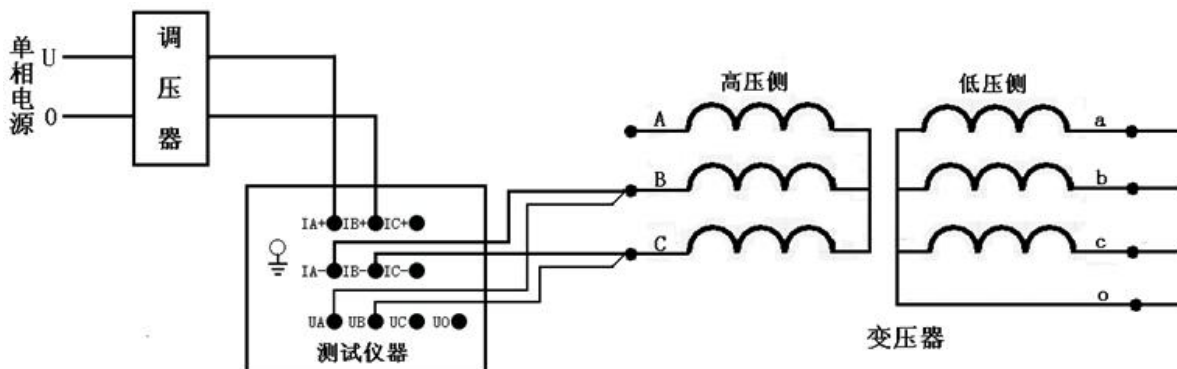 单相电源
U
0
调压器
高压侧
低压侧
A
a
B
b
C
c
o
IA+ IB+ IC+
IA- IB- IC-
UA UB UC UO
测试仪器
变压器